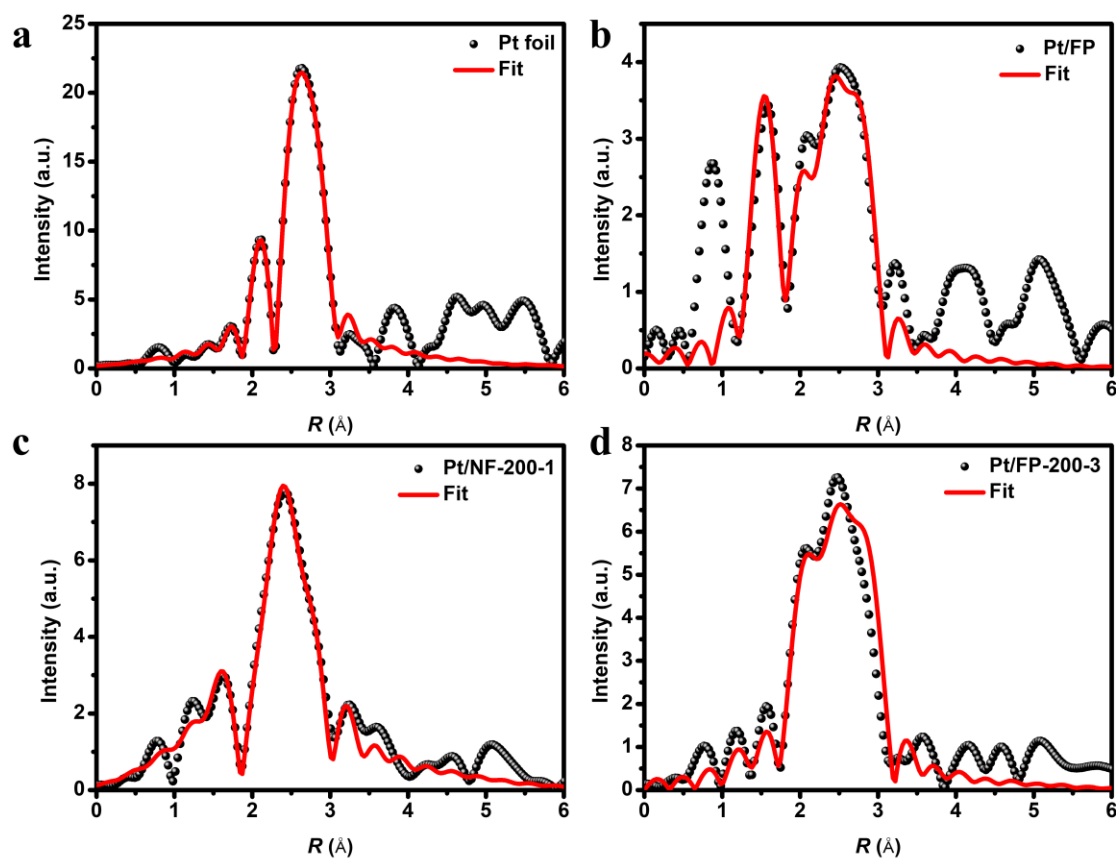 a
Pt foil
Fit
Intensity (a.u.)
25
20
15
10
5
0
0 1 2 3 4 5 6
R (Å)
b
Pt/FP
Fit
Intensity (a.u.)
4
3
2
1
0
0 1 2 3 4 5 6
R (Å)
c
Pt/NF-200-1
Fit
Intensity (a.u.)
8
6
4
2
0
0 1 2 3 4 5 6
R (Å)
d
Pt/FP-200-3
Fit
Intensity (a.u.)
8
7
6
5
4
3
2
1
0
0 1 2 3 4 5 6
R (Å)